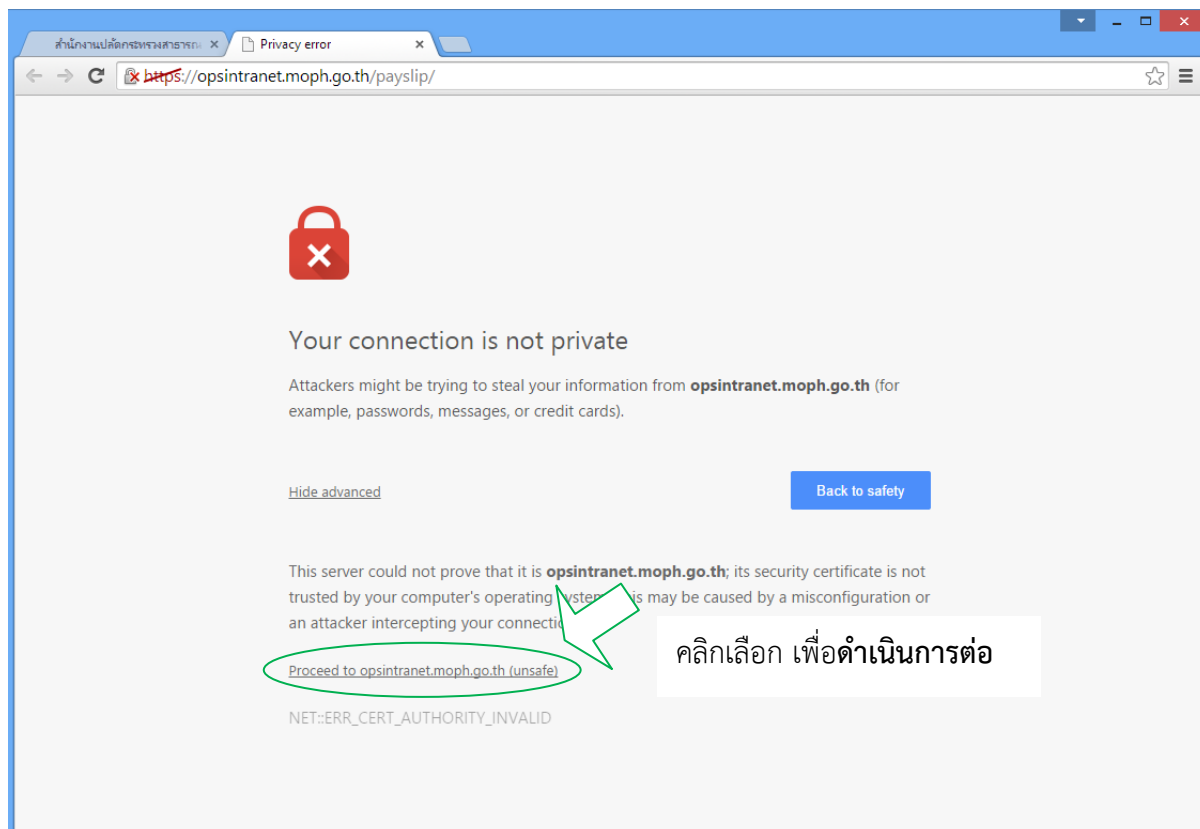 สำนักงานปลัดกระทรวงสาธารณ
Privacy error
https://opsintranet.moph.go.th/payslip/
Your connection is not private
Attackers might be trying to steal your information from opsintranet.moph.go.th (for
example, passwords, messages, or credit cards).
Hide advanced
Back to safety
This server could not prove that it is opsintranet.moph.go.th; its security certificate is not
trusted by your computer's operating system is may be caused by a misconfiguration or
an attacker intercepting your connecti
Proceed to opsintranet.moph.go.th (unsafe)
คลิกเลือก เพื่อดำเนินการต่อ
NET::ERR_CERT_AUTHORITY_INVALID